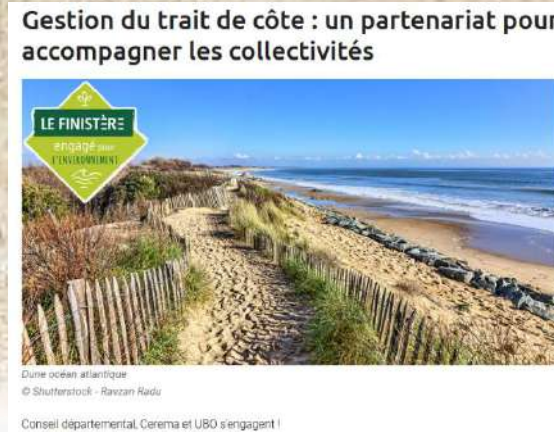 Gestion du trait de côte : un partenariat pour
accompagner les collectivités
LE FINISTÈRE
engagé pour
l'ENVIRONNEMENT
Dune océan atlantique
© Shutterstock - Ravzan Radu
Conseil départemental, Cerema et UBO s'engagent !